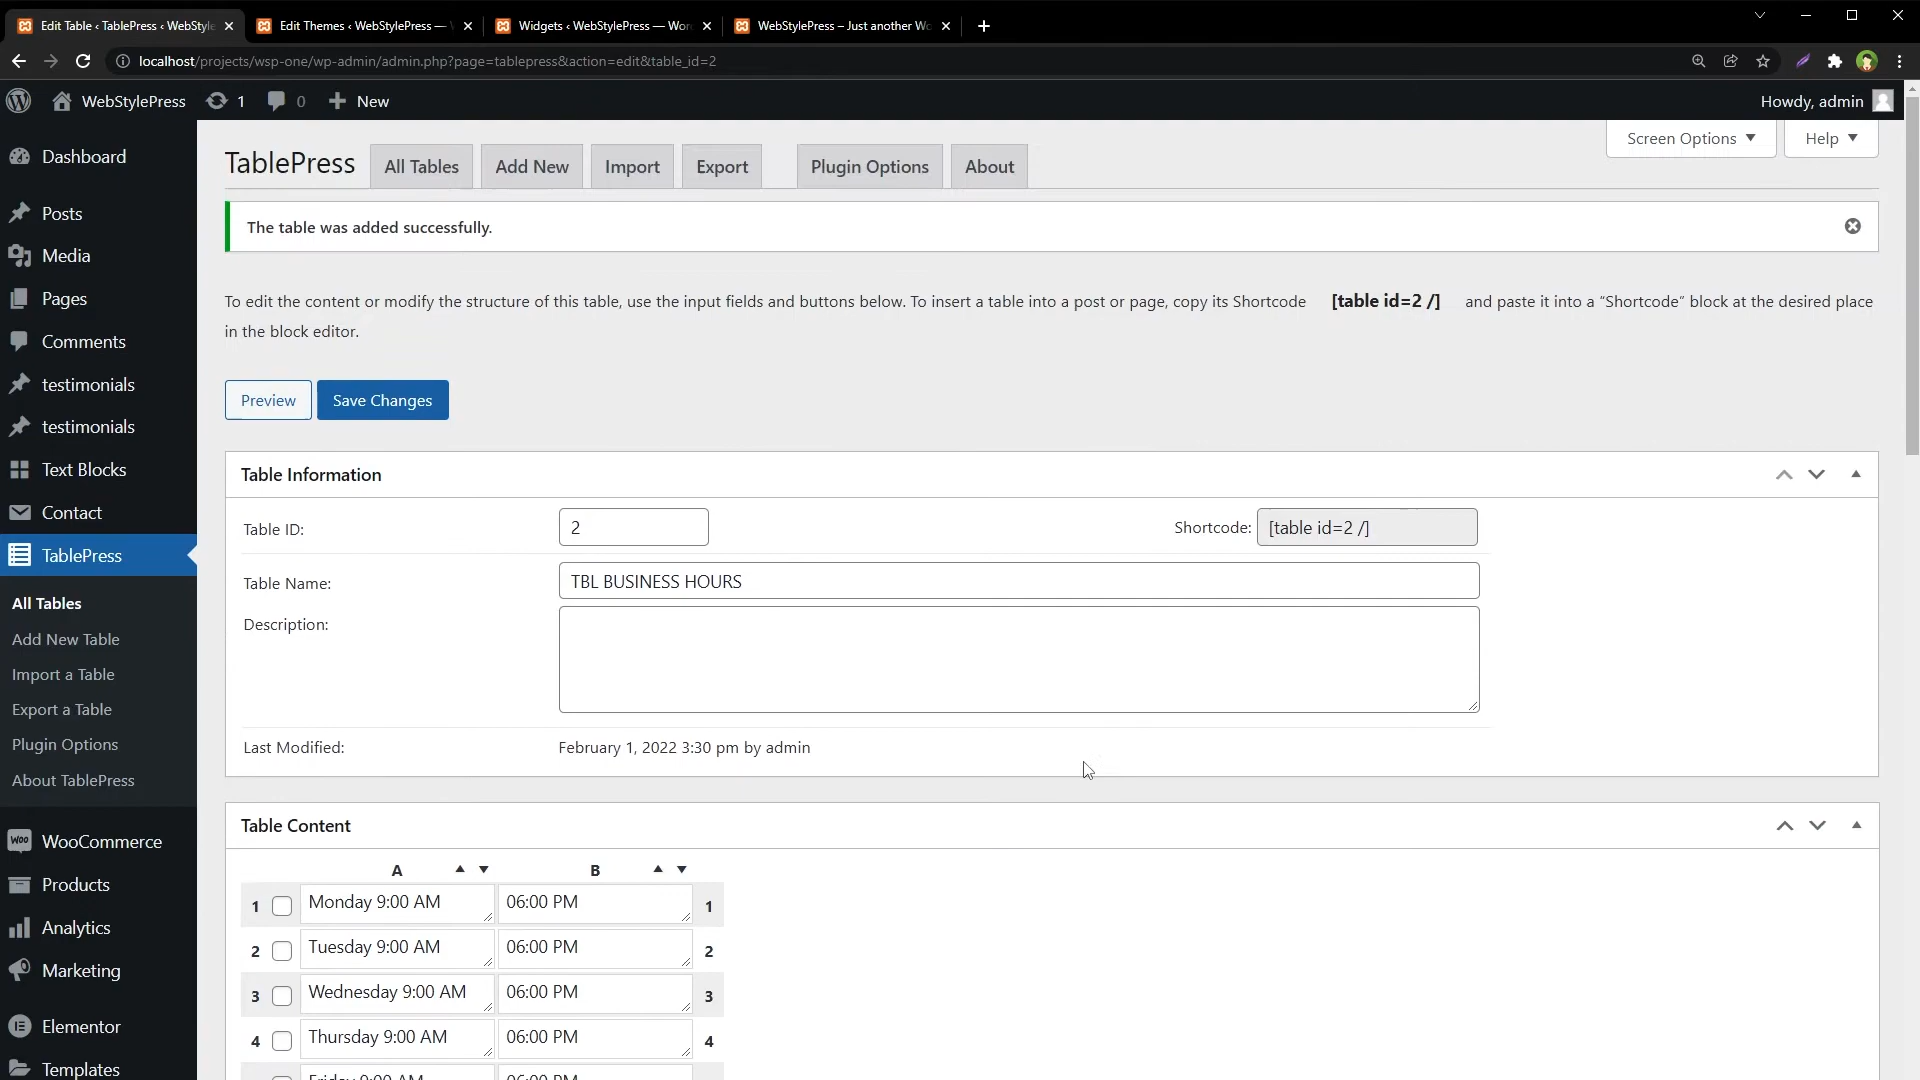 Edit Table ‹ TablePress ‹ WebStyle
Edit Themes ‹ WebStylePress —
Widgets ‹ WebStylePress — Wor
WebStylePress – Just another Wo
localhost/projects/wsp-one/wp-admin/admin.php?page=tablepress&action=edit&table_id=2
WebStylePress
1
0
New
Howdy, admin
Screen Options
Help
Dashboard
Posts
Media
Pages
Comments
testimonials
testimonials
Text Blocks
Contact
TablePress
All Tables
Add New Table
Import a Table
Export a Table
Plugin Options
About TablePress
WooCommerce
Products
Analytics
Marketing
Elementor
Templates
TablePress
All Tables
Add New
Import
Export
Plugin Options
About
The table was added successfully.
To edit the content or modify the structure of this table, use the input fields and buttons below. To insert a table into a post or page, copy its Shortcode [table id=2 /] and paste it into a “Shortcode” block at the desired place
in the block editor.
Preview
Save Changes
Table Information
Table ID:
2
Shortcode:
[table id=2 /]
Table Name:
TBL BUSINESS HOURS
Description:
Last Modified:
February 1, 2022 3:30 pm by admin
Table Content
A
B
1 Monday 9:00 AM 06:00 PM 1
2 Tuesday 9:00 AM 06:00 PM 2
3 Wednesday 9:00 AM 06:00 PM 3
4 Thursday 9:00 AM 06:00 PM 4
Friday 9:00 AM 06:00 PM